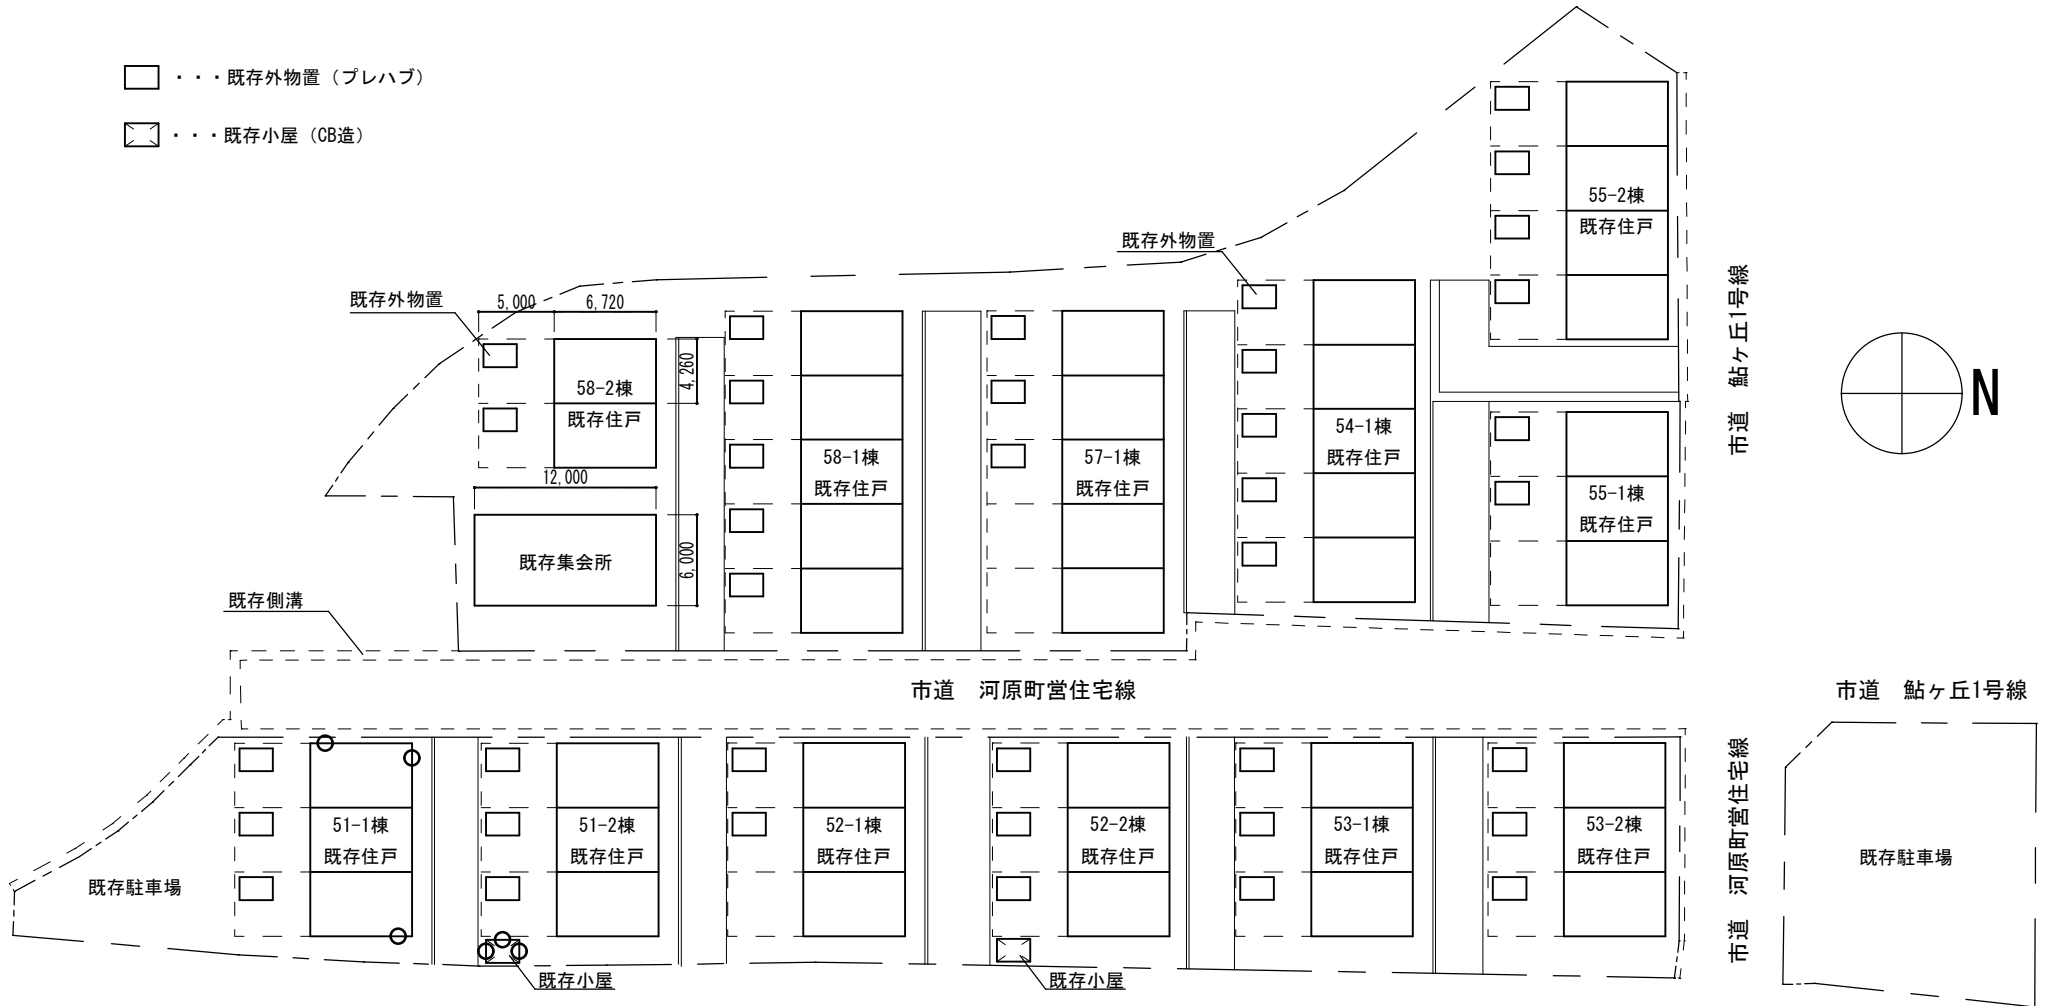 ・・・既存外物置（プレハブ）
・・・既存小屋（CB造）
55-2棟
既存住戸
既存外物置
既存外物置
5,000
6,720
4,260
58-2棟
既存住戸
12,000
既存集会所
6,000
58-1棟
既存住戸
57-1棟
既存住戸
54-1棟
既存住戸
55-1棟
既存住戸
市道　鮎ヶ丘1号線
N
既存側溝
市道　河原町営住宅線
市道　鮎ヶ丘1号線
51-1棟
既存住戸
51-2棟
既存住戸
52-1棟
既存住戸
52-2棟
既存住戸
53-1棟
既存住戸
53-2棟
既存住戸
市道　河原町営住宅線
既存駐車場
既存駐車場
既存小屋
既存小屋